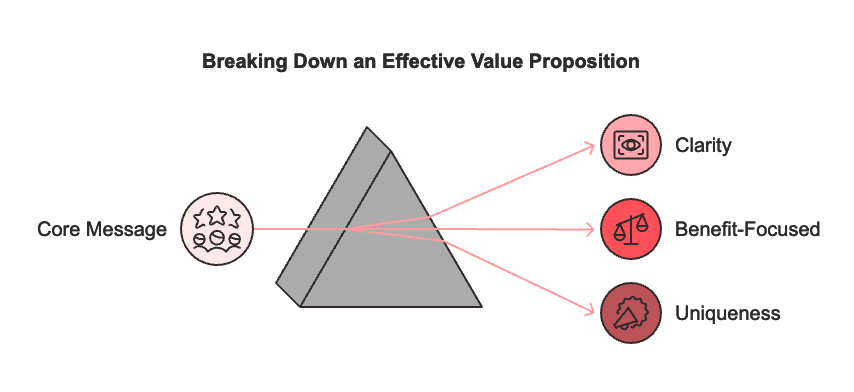 Breaking Down an Effective Value Proposition
Clarity
Core Message
Benefit-Focused
Uniqueness